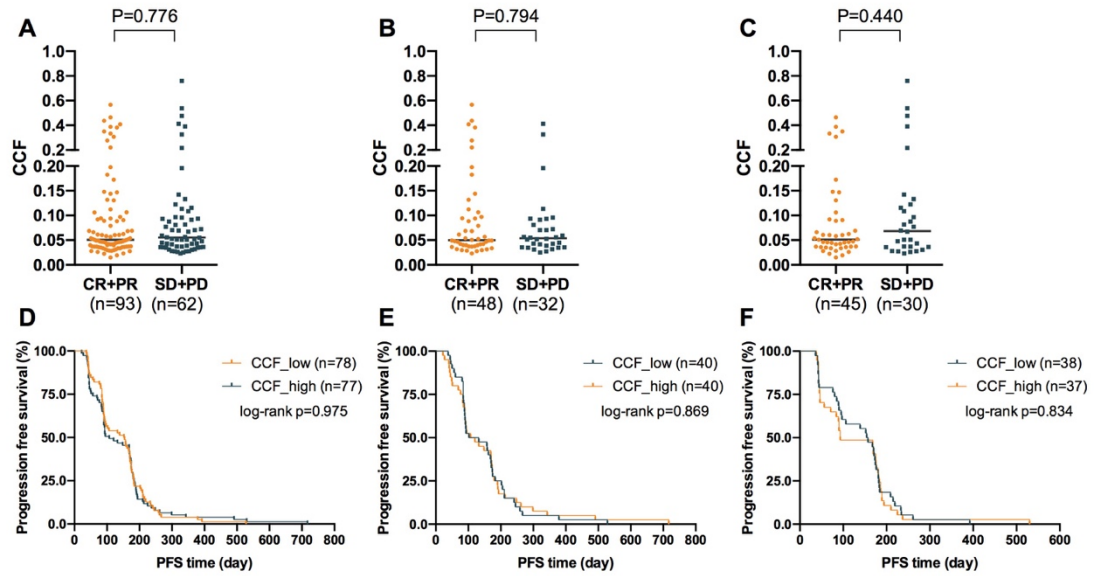 A
P=0.776
CCF
1.0
0.8
0.6
0.4
0.2
0.20
0.15
0.10
0.05
0.00
CR+PR SD+PD
(n=93) (n=62)
B
P=0.794
CCF
1.0
0.8
0.6
0.4
0.2
0.20
0.15
0.10
0.05
0.00
CR+PR SD+PD
(n=48) (n=32)
C
P=0.440
CCF
1.0
0.8
0.6
0.4
0.2
0.20
0.15
0.10
0.05
0.00
CR+PR SD+PD
(n=45) (n=30)
D
Progression free survival (%)
100.0
75.0
50.0
25.0
0.0
CCF_low (n=78)
CCF_high (n=77)
log-rank p=0.975
0 100 200 300 400 500 600 700 800
PFS time (day)
E
Progression free survival (%)
100.0
75.0
50.0
25.0
0.0
CCF_low (n=40)
CCF_high (n=40)
log-rank p=0.869
0 100 200 300 400 500 600 700 800
PFS time (day)
F
Progression free survival (%)
100.0
75.0
50.0
25.0
0.0
CCF_low (n=38)
CCF_high (n=37)
log-rank p=0.834
0 100 200 300 400 500 600
PFS time (day)